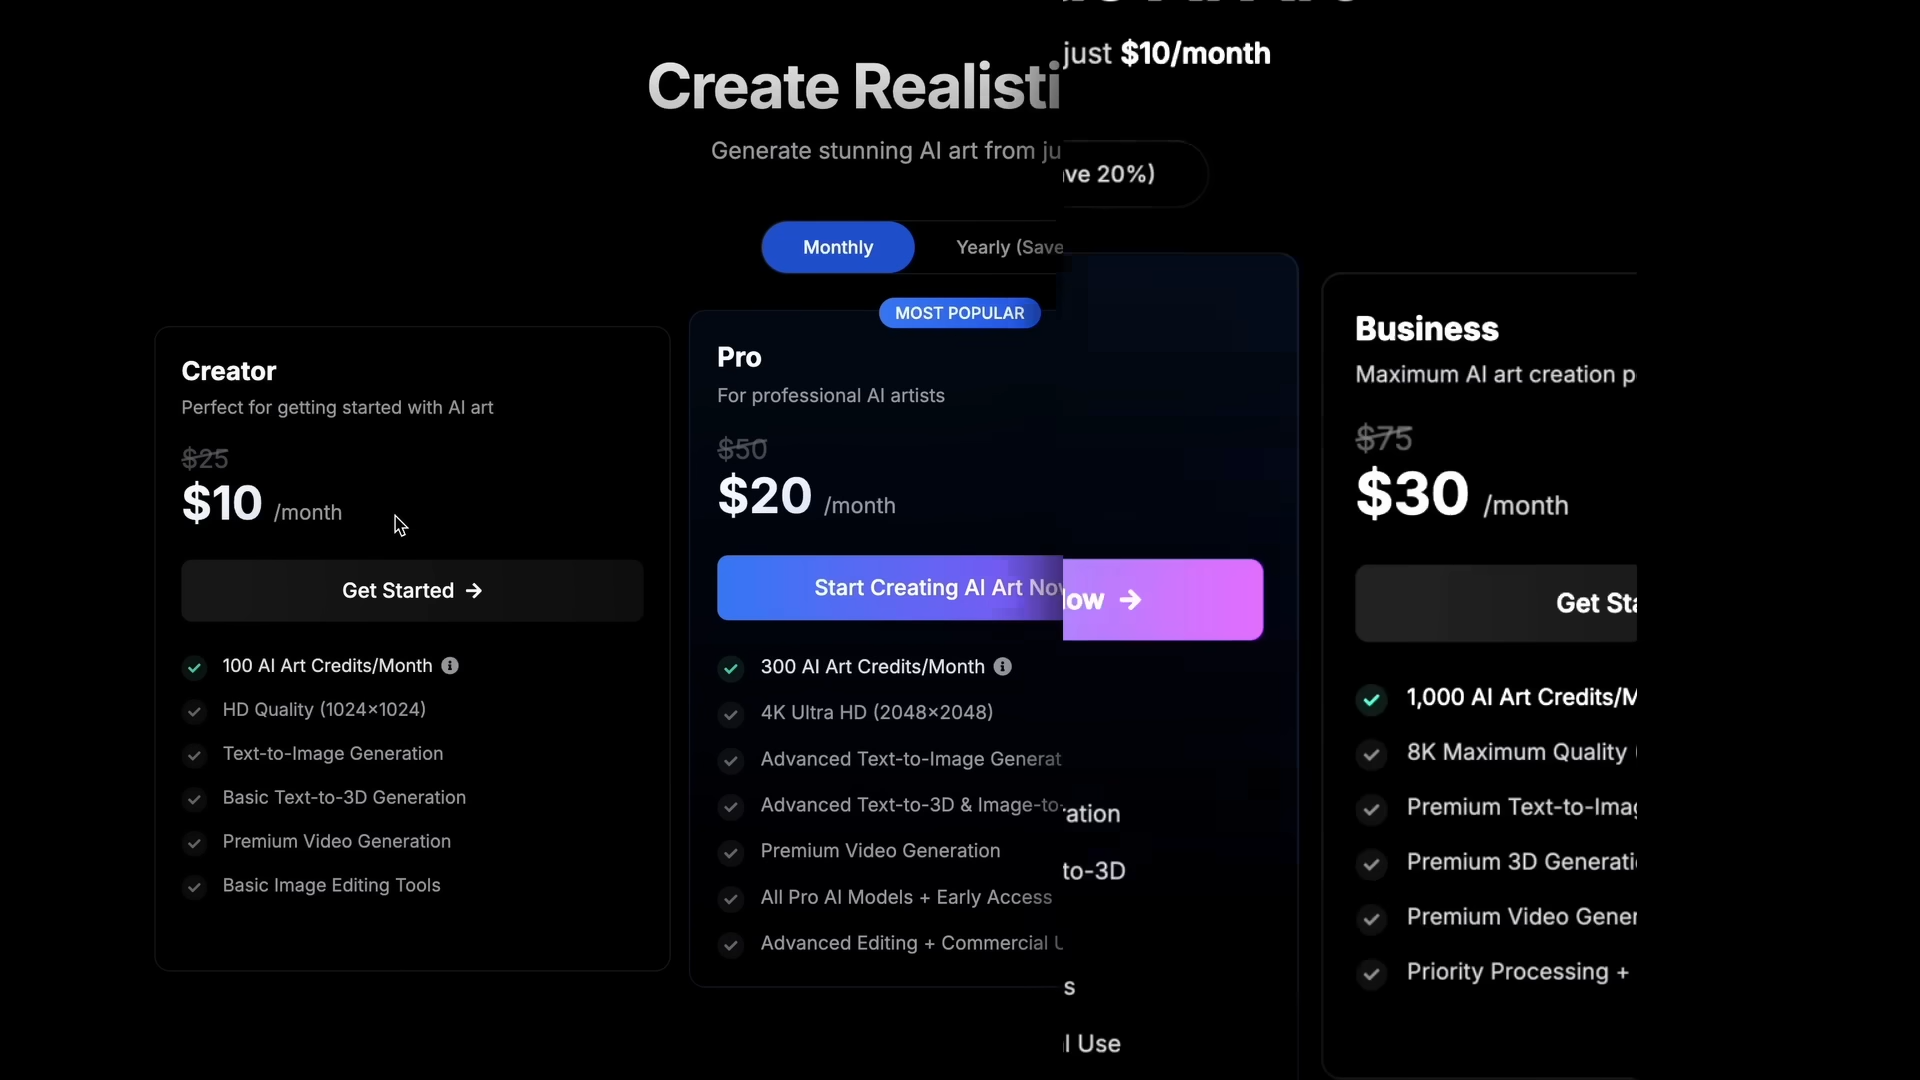 Create Realisti
just $10/month
Generate stunning AI art from ju
ve 20%)
Monthly
Yearly (Save
MOST POPULAR
Creator
Perfect for getting started with AI art
$25
$10 /month
Get Started →
100 AI Art Credits/Month
HD Quality (1024×1024)
Text-to-Image Generation
Basic Text-to-3D Generation
Premium Video Generation
Basic Image Editing Tools
Pro
For professional AI artists
$50
$20 /month
Start Creating AI Art Now
ow →
300 AI Art Credits/Month
4K Ultra HD (2048×2048)
Advanced Text-to-Image Generat
ration
Advanced Text-to-3D & Image-to-
to-3D
Premium Video Generation
All Pro AI Models + Early Access
s
Advanced Editing + Commercial U
l Use
Business
Maximum AI art creation p
$75
$30 /month
Get Sta
1,000 AI Art Credits/M
8K Maximum Quality
Premium Text-to-Imag
Premium 3D Generati
Premium Video Gener
Priority Processing +